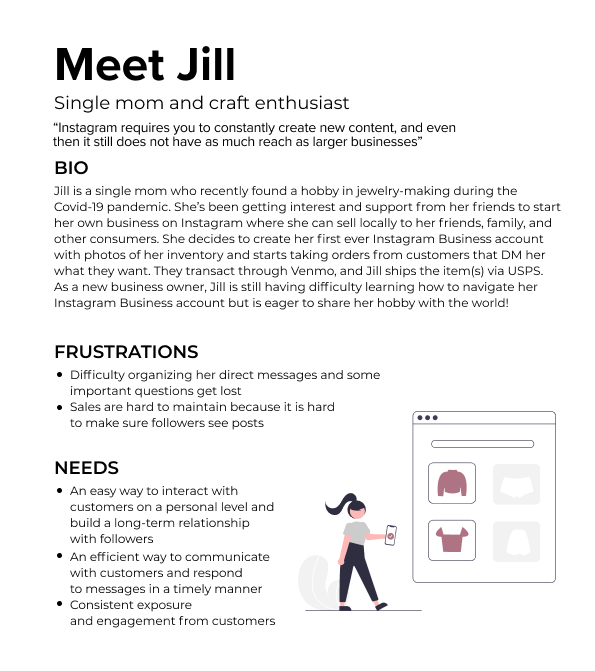 Meet Jill
Single mom and craft enthusiast
“Instagram requires you to constantly create new content, and even
then it still does not have as much reach as larger businesses”
BIO
Jill is a single mom who recently found a hobby in jewelry-making during the
Covid-19 pandemic. She’s been getting interest and support from her friends to start
her own business on Instagram where she can sell locally to her friends, family, and
other consumers. She decides to create her first ever Instagram Business account
with photos of her inventory and starts taking orders from customers that DM her
what they want. They transact through Venmo, and Jill ships the item(s) via USPS.
As a new business owner, Jill is still having difficulty learning how to navigate her
Instagram Business account but is eager to share her hobby with the world!
FRUSTRATIONS
• Difficulty organizing her direct messages and some
important questions get lost
• Sales are hard to maintain because it is hard
to make sure followers see posts
NEEDS
• An easy way to interact with
customers on a personal level and
build a long-term relationship
with followers
• An efficient way to communicate
with customers and respond
to messages in a timely manner
• Consistent exposure
and engagement from customers